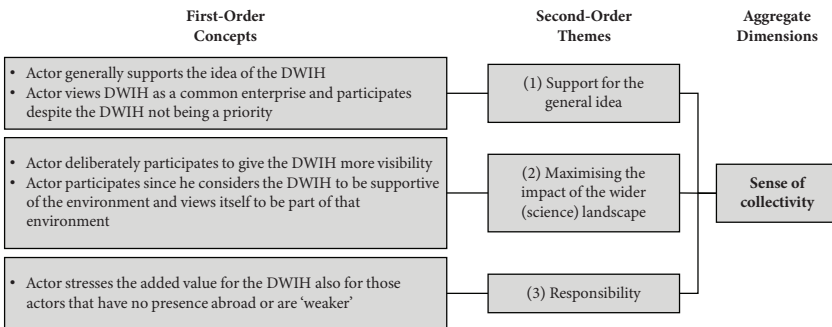 First-Order
Concepts
Second-Order
Themes
Aggregate
Dimensions
• Actor generally supports the idea of the DWIH
• Actor views DWIH as a common enterprise and participates
despite the DWIH not being a priority
(1) Support for the
general idea
• Actor deliberately participates to give the DWIH more visibility
• Actor participates since he considers the DWIH to be supportive
of the environment and views itself to be part of that
environment
(2) Maximising the
impact of the wider
(science) landscape
Sense of
collectivity
• Actor stresses the added value for the DWIH also for those
actors that have no presence abroad or are ‘weaker’
(3) Responsibility